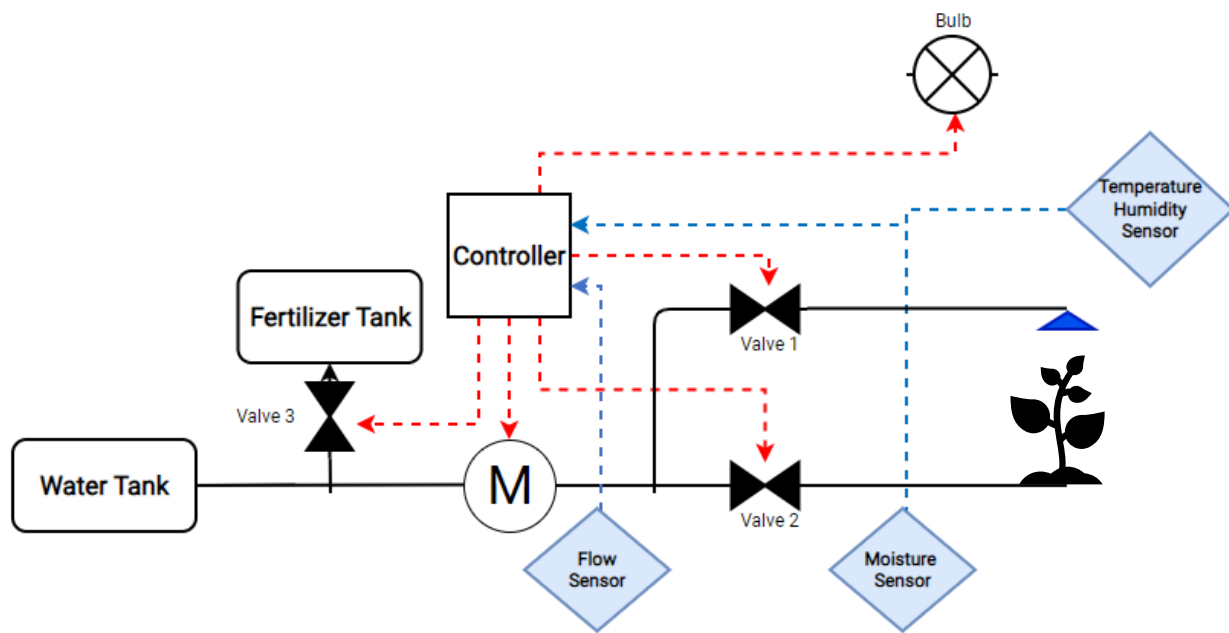 Bulb
Temperature
Humidity
Sensor
Controller
Fertilizer Tank
Valve 1
Valve 3
Water Tank
M
Valve 2
Flow
Sensor
Moisture
Sensor